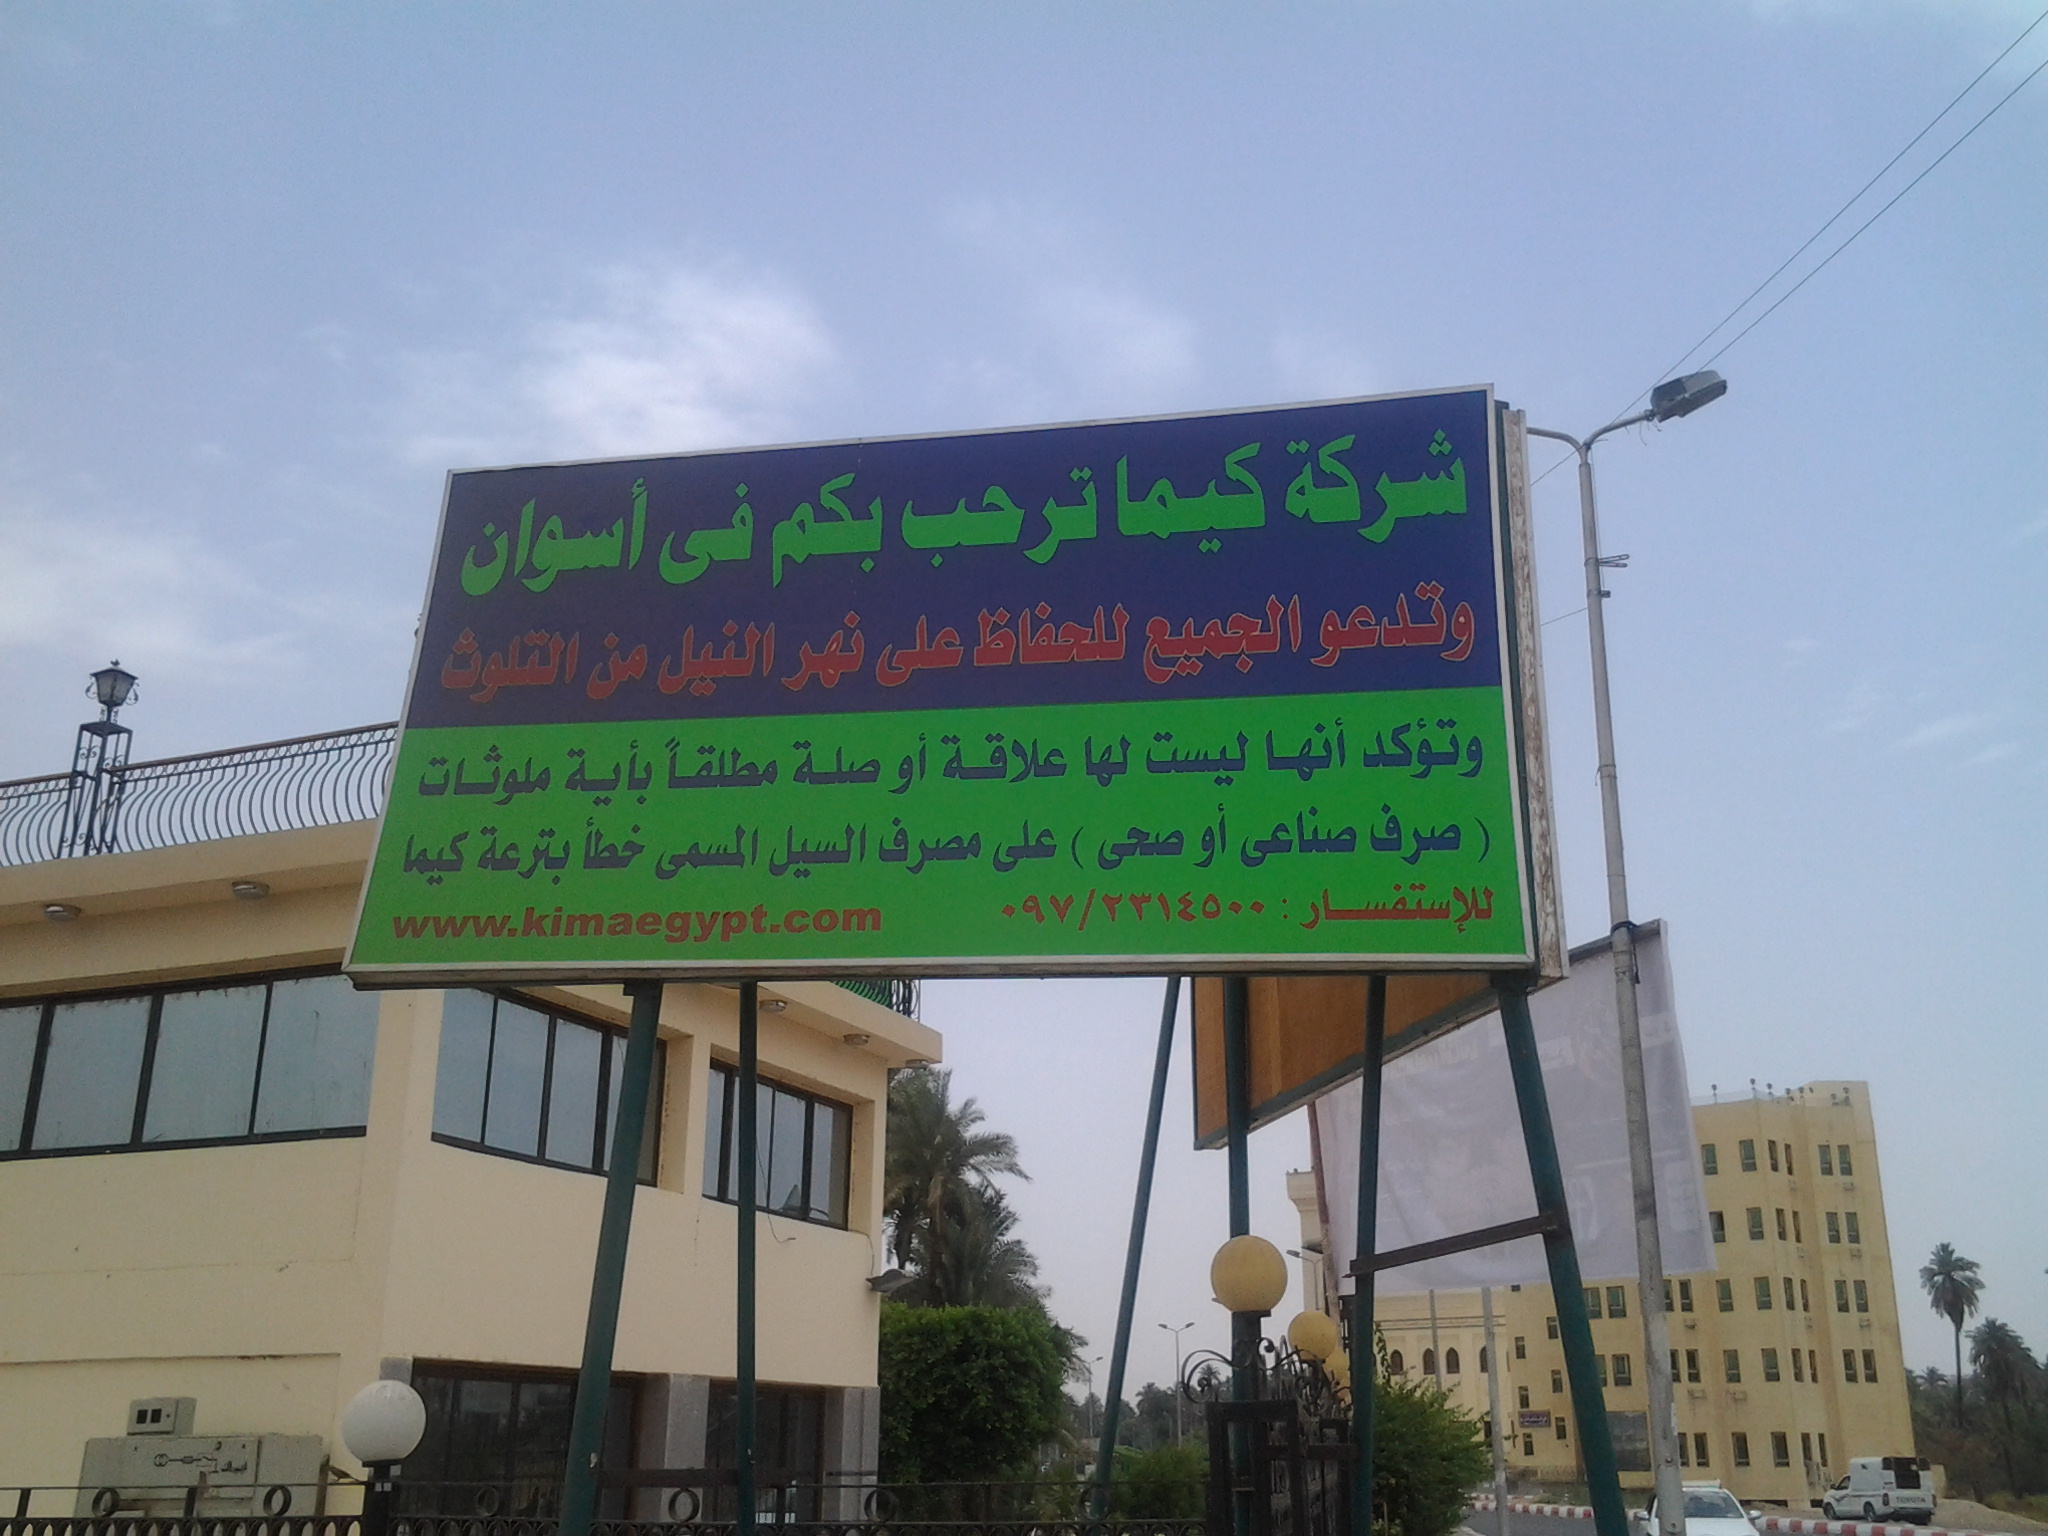 شركة كيما ترحب بكم فى أسوان
وتدعو الجميع للحفاظ على نهر النيل من التلوث
وتؤكد أنها ليست لها علاقة أو صلة مطلقاً بأية ملوثات
( صرف صناعى أو صحى ) على مصرف السيل المسمى خطأ بترعة كيما
للإستفسار : ٠٩٧/٢٣١٤٥٠٠
www.kimaegypt.com
TOYOTA